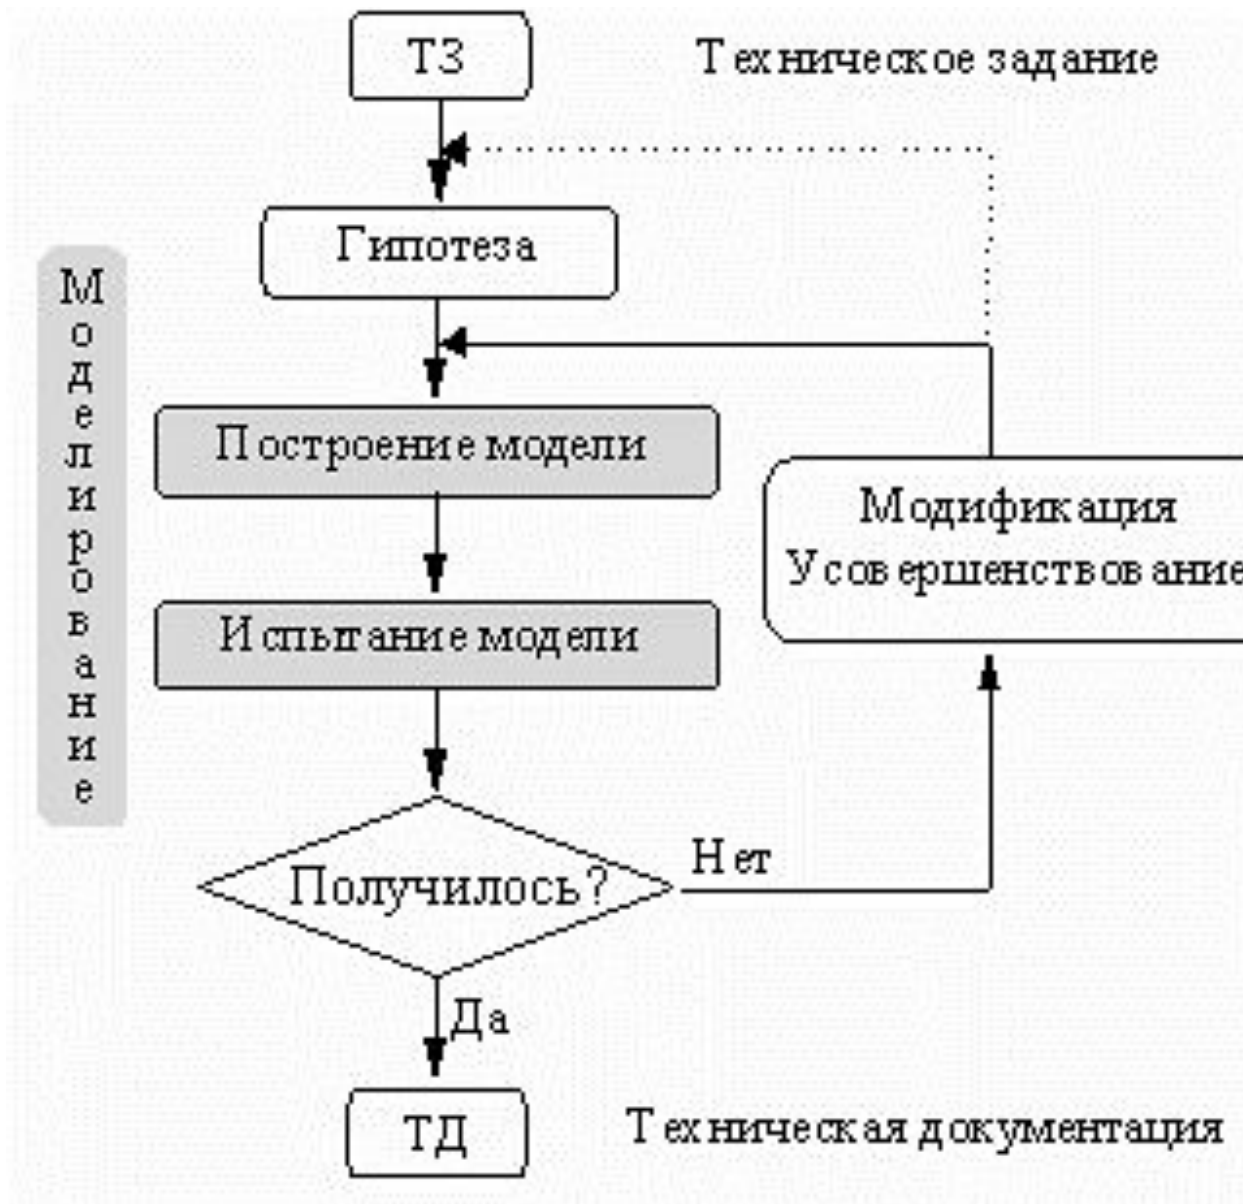 ТЗ
Техническое задание
Гипотеза
Моделирование
Построение модели
Модификация
Усовершенствование
Испытание модели
Получилось?
Нет
Да
ТД
Техническая документация